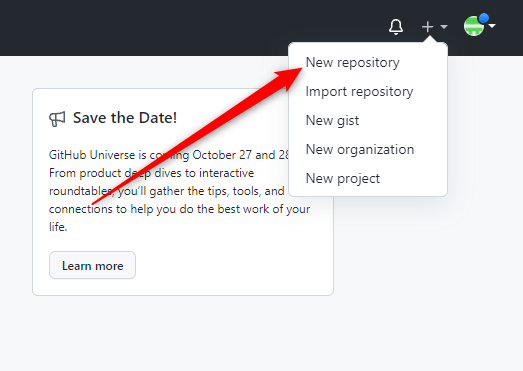 New repository
Import repository
New gist
New organization
New project
Save the Date!
GitHub Universe is coming October 27 and 28
From product deep dives to interactive
roundtables, you'll gather the tips, tools, and
connections to help you do the best work of your
life.
Learn more